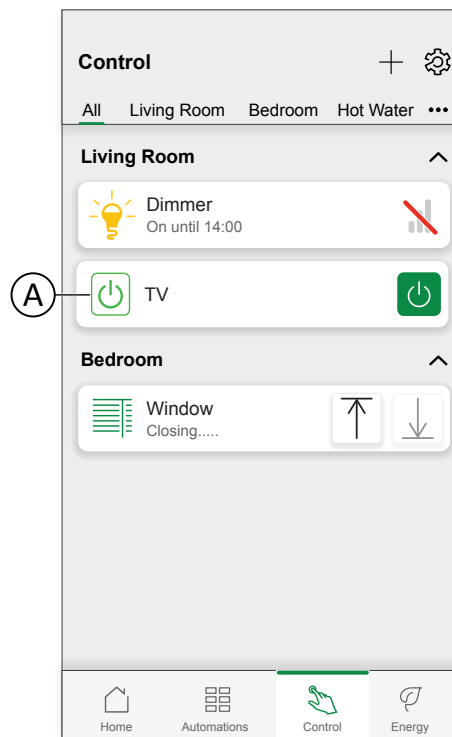 Control
All Living Room Bedroom Hot Water
Living Room
Dimmer
On until 14:00
A
TV
Bedroom
Window
Closing.....
Home Automations Control Energy